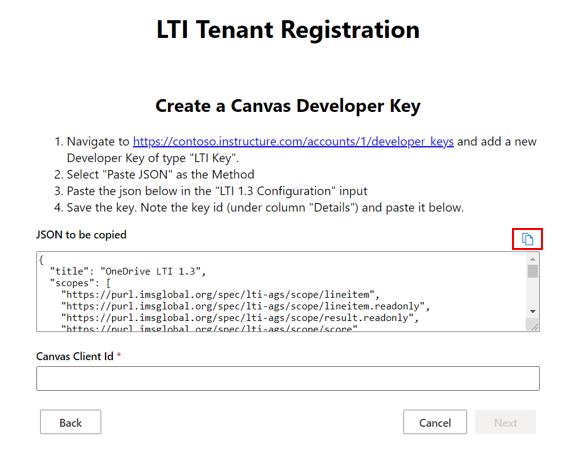 LTI Tenant Registration
Create a Canvas Developer Key
1. Navigate to https://contoso.instructure.com/accounts/1/developer_keys and add a new
Developer Key of type "LTI Key".
2. Select "Paste JSON" as the Method
3. Paste the json below in the "LTI 1.3 Configuration" input
4. Save the key. Note the key id (under column "Details") and paste it below.
JSON to be copied
{
"title": "OneDrive LTI 1.3",
"scopes": [
"https://purl.imsglobal.org/spec/lti-ags/scope/lineitem",
"https://purl.imsglobal.org/spec/lti-ags/scope/lineitem.readonly",
"https://purl.imsglobal.org/spec/lti-ags/scope/result.readonly",
"https://purl.imsglobal.org/spec/lti-ags/scope/score"
Canvas Client Id *
Back
Cancel
Next